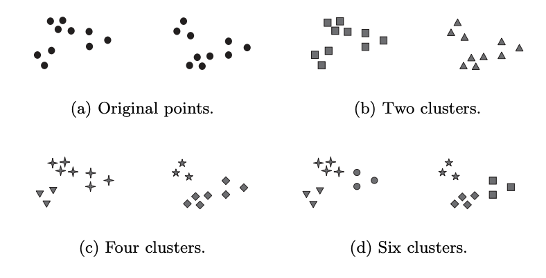 (a) Original points.
(b) Two clusters.
(c) Four clusters.
(d) Six clusters.